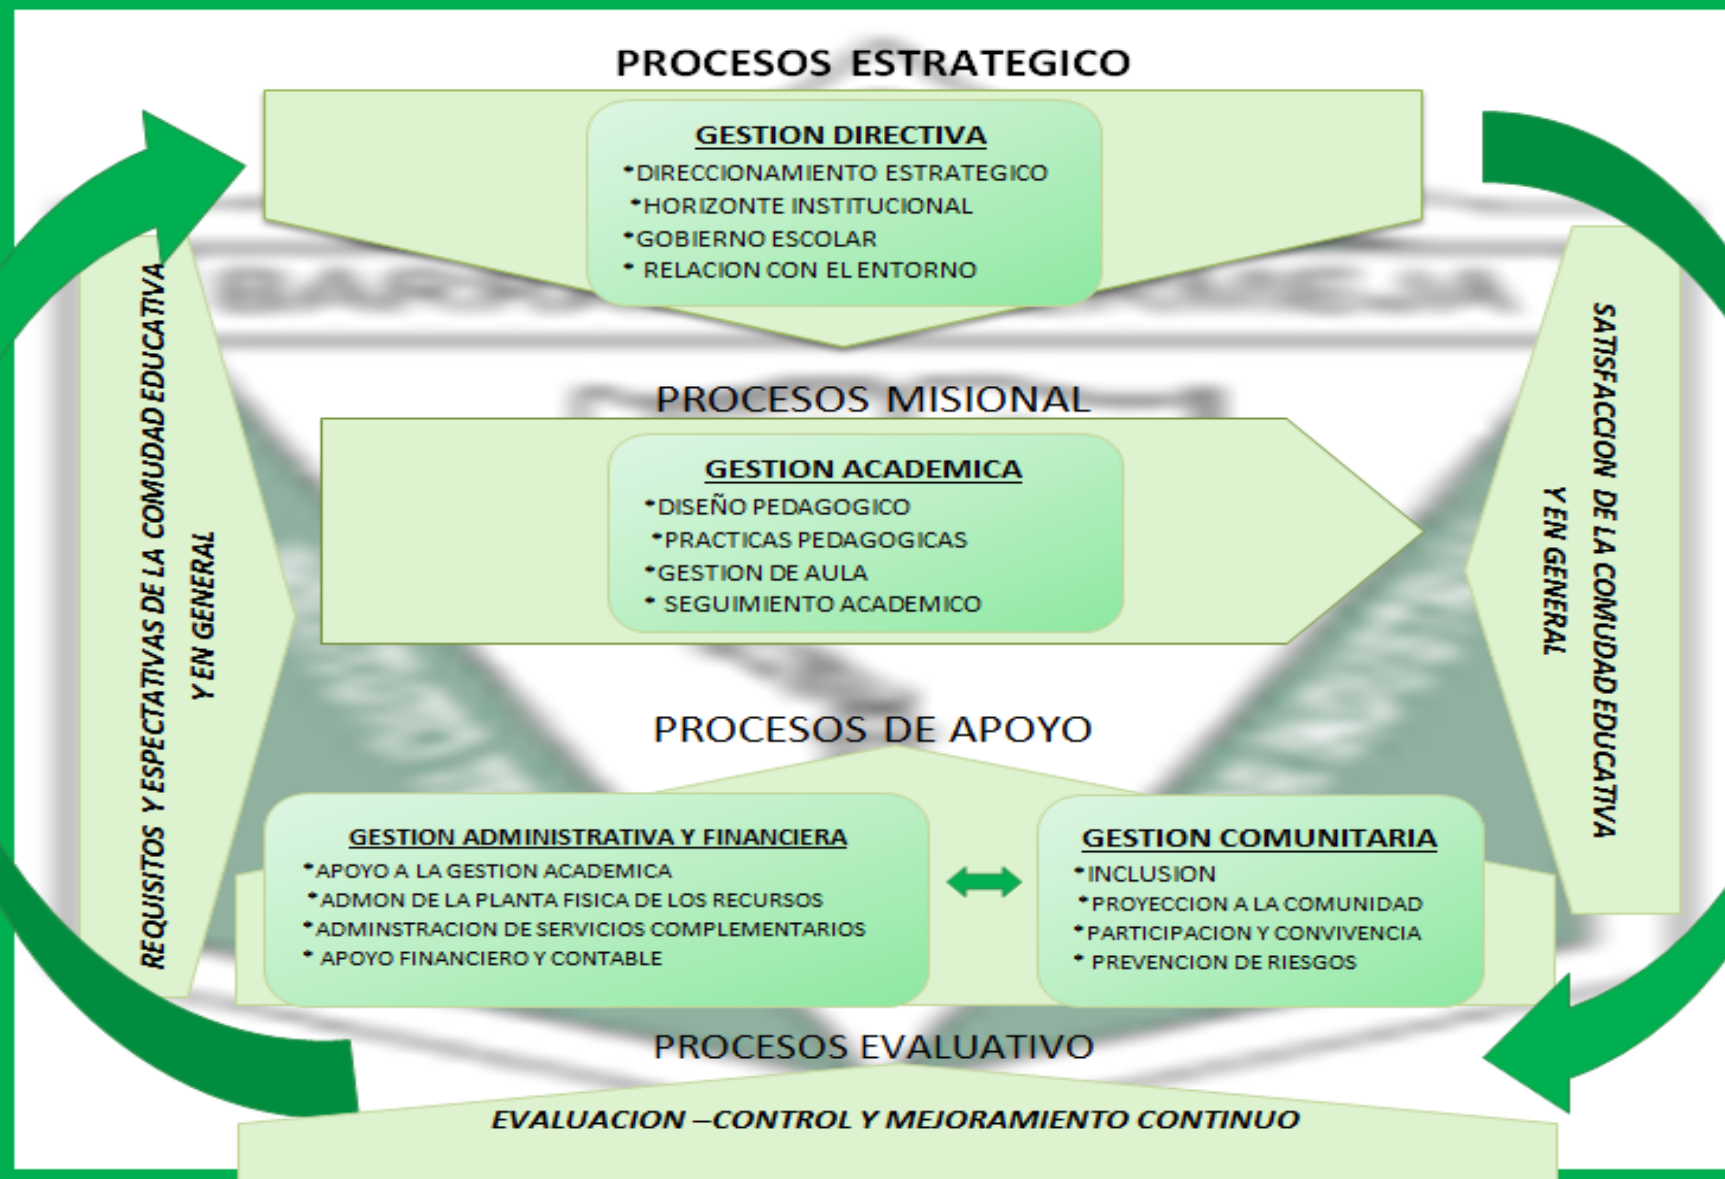 PROCESOS ESTRATEGICO
GESTION DIRECTIVA
*DIRECCIONAMIENTO ESTRATEGICO
*HORIZONTE INSTITUCIONAL
*GOBIERNO ESCOLAR
* RELACION CON EL ENTORNO
REQUISITOS Y ESPECTATIVAS DE LA COMUDAD EDUCATIVA
Y EN GENERAL
PROCESOS MISIONAL
GESTION ACADEMICA
*DISEÑO PEDAGOGICO
*PRACTICAS PEDAGOGICAS
*GESTION DE AULA
* SEGUIMIENTO ACADEMICO
SATISFACCION DE LA COMUDAD EDUCATIVA
Y EN GENERAL
PROCESOS DE APOYO
GESTION ADMINISTRATIVA Y FINANCIERA
*APOYO A LA GESTION ACADEMICA
*ADMON DE LA PLANTA FISICA DE LOS RECURSOS
*ADMINSTRACION DE SERVICIOS COMPLEMENTARIOS
* APOYO FINANCIERO Y CONTABLE
GESTION COMUNITARIA
*INCLUSION
*PROYECCION A LA COMUNIDAD
*PARTICIPACION Y CONVIVENCIA
* PREVENCION DE RIESGOS
PROCESOS EVALUATIVO
EVALUACION –CONTROL Y MEJORAMIENTO CONTINUO